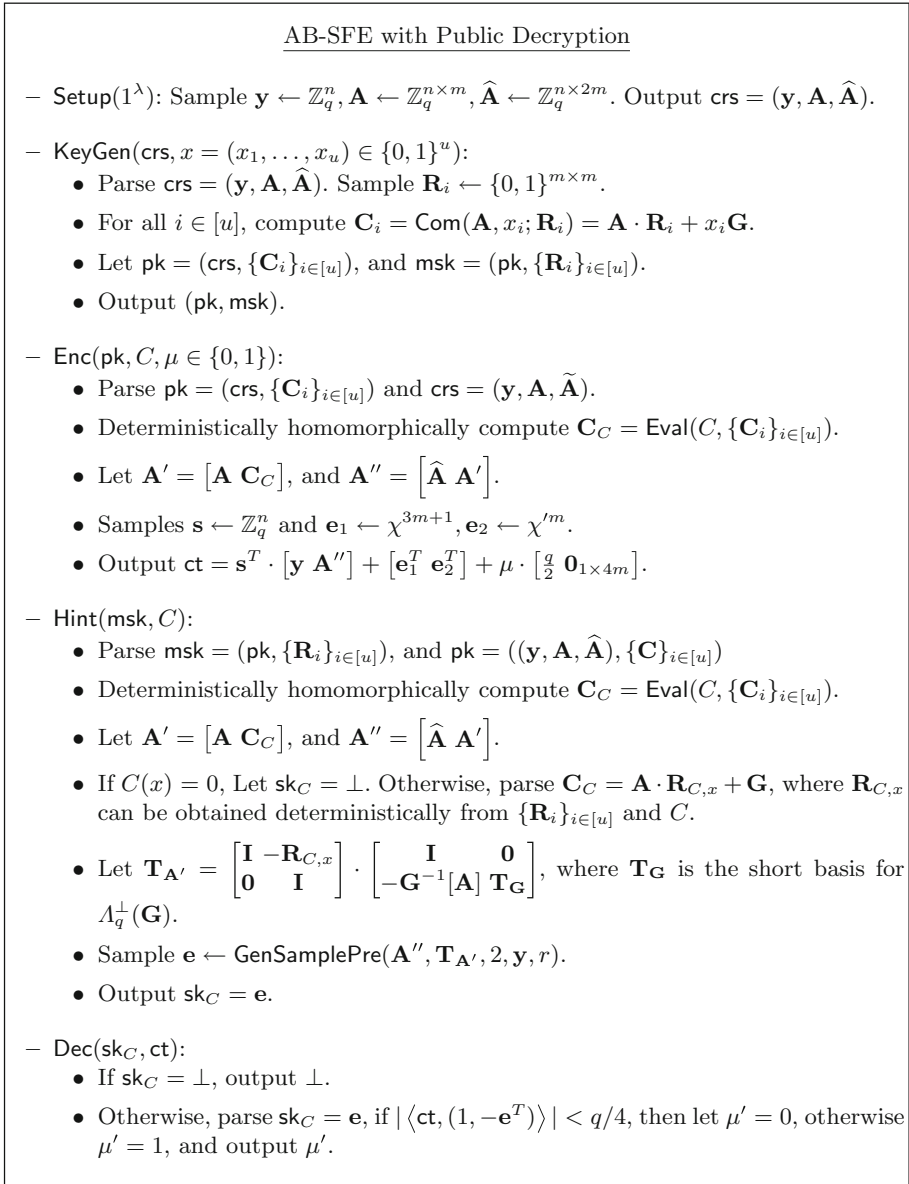 AB-SFE with Public Decryption
– Setup(1^λ): Sample y ← ℤ_q^n, A ← ℤ_q^{n×m}, Â ← ℤ_q^{n×2m}. Output crs = (y, A, Â).
– KeyGen(crs, x = (x_1, . . . , x_u) ∈ {0, 1}^u):
• Parse crs = (y, A, Â). Sample R_i ← {0, 1}^{m×m}.
• For all i ∈ [u], compute C_i = Com(A, x_i; R_i) = A · R_i + x_i G.
• Let pk = (crs, {C_i}_{i∈[u]}), and msk = (pk, {R_i}_{i∈[u]}).
• Output (pk, msk).
– Enc(pk, C, μ ∈ {0, 1}):
• Parse pk = (crs, {C_i}_{i∈[u]}) and crs = (y, A, Ã).
• Deterministically homomorphically compute C_C = Eval(C, {C_i}_{i∈[u]}).
• Let A′ = [A C_C], and A″ = [Â A′].
• Samples s ← ℤ_q^n and e_1 ← χ^{3m+1}, e_2 ← χ′^m.
• Output ct = s^T · [y A″] + [e_1^T e_2^T] + μ · [q/2 0_{1×4m}].
– Hint(msk, C):
• Parse msk = (pk, {R_i}_{i∈[u]}), and pk = ((y, A, Â), {C}_{i∈[u]})
• Deterministically homomorphically compute C_C = Eval(C, {C_i}_{i∈[u]}).
• Let A′ = [A C_C], and A″ = [Â A′].
• If C(x) = 0, Let sk_C = ⊥. Otherwise, parse C_C = A · R_{C,x} + G, where R_{C,x}
can be obtained deterministically from {R_i}_{i∈[u]} and C.
• Let T_{A′} = [I −R_{C,x}; 0 I] · [I 0; −G^{−1}[A] T_G], where T_G is the short basis for
Λ_q^⊥(G).
• Sample e ← GenSamplePre(A″, T_{A′}, 2, y, r).
• Output sk_C = e.
– Dec(sk_C, ct):
• If sk_C = ⊥, output ⊥.
• Otherwise, parse sk_C = e, if |⟨ct, (1, −e^T)⟩| < q/4, then let μ′ = 0, otherwise
μ′ = 1, and output μ′.